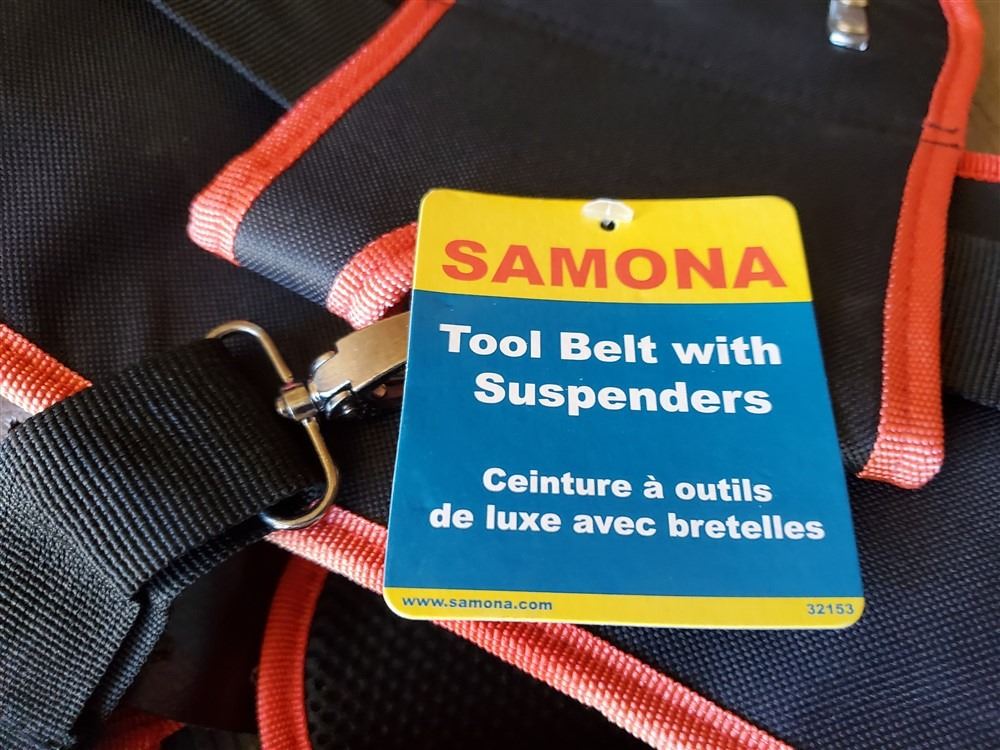 SAMONA
Tool Belt with
Suspenders
Ceinture à outils
de luxe avec bretelles
www.samona.com 32153